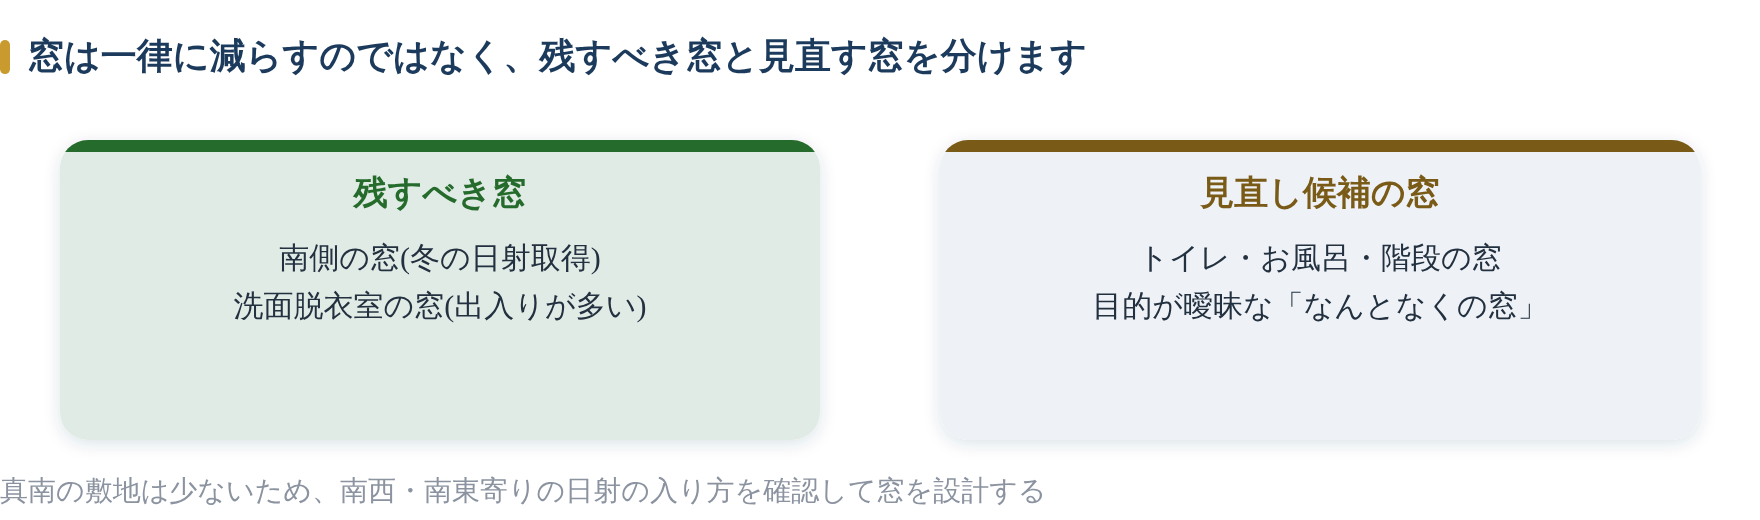 窓は一律に減らすのではなく、残すべき窓と見直す窓を分けます
残すべき窓
南側の窓(冬の日射取得)
洗面脱衣室の窓(出入りが多い)
見直し候補の窓
トイレ・お風呂・階段の窓
目的が曖昧な「なんとなくの窓」
真南の敷地は少ないため、南西・南東寄りの日射の入り方を確認して窓を設計する